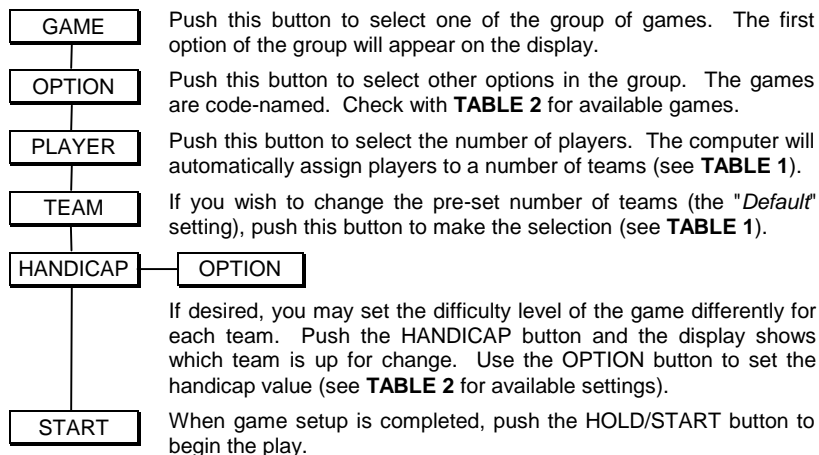 GAME
Push this button to select one of the group of games. The first
option of the group will appear on the display.
OPTION
Push this button to select other options in the group. The games
are code-named. Check with TABLE 2 for available games.
PLAYER
Push this button to select the number of players. The computer will
automatically assign players to a number of teams (see TABLE 1).
TEAM
If you wish to change the pre-set number of teams (the "Default"
setting), push this button to make the selection (see TABLE 1).
HANDICAP OPTION
If desired, you may set the difficulty level of the game differently for
each team. Push the HANDICAP button and the display shows
which team is up for change. Use the OPTION button to set the
handicap value (see TABLE 2 for available settings).
START
When game setup is completed, push the HOLD/START button to
begin the play.